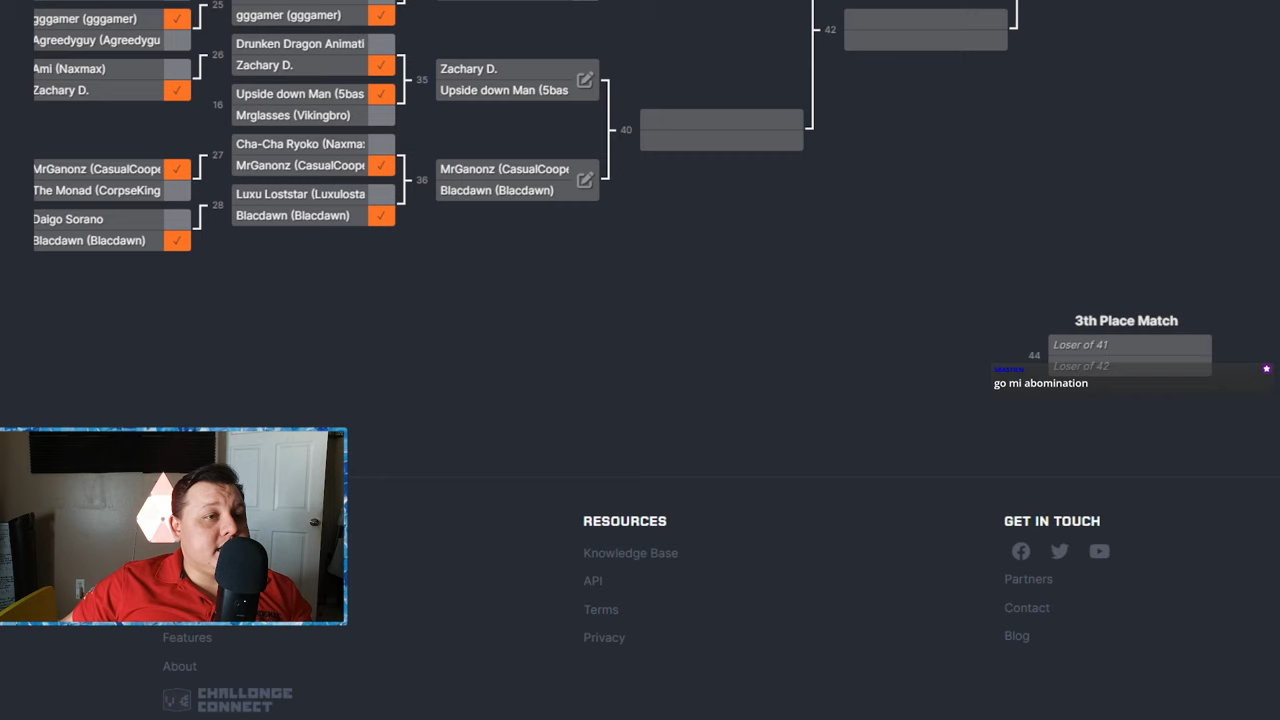 25
gggamer (gggamer) ✓
Agreedyguy (Agreedygu
26
Ami (Naxmax)
Zachary D. ✓
16
27
MrGanonz (CasualCoope ✓
The Monad (CorpseKing
28
Daigo Sorano
Blacdawn (Blacdawn) ✓
gggamer (gggamer) ✓
Drunken Dragon Animati
Zachary D. ✓
35
Upside down Man (5bas ✓
Mrglasses (Vikingbro)
Cha-Cha Ryoko (Naxma:
MrGanonz (CasualCoope ✓
36
Luxu Loststar (Luxulosta
Blacdawn (Blacdawn) ✓
Zachary D.
Upside down Man (5bas
40
MrGanonz (CasualCoope
Blacdawn (Blacdawn)
42
3th Place Match
44
Loser of 41
Loser of 42
go mi abomination
RESOURCES
Knowledge Base
API
Terms
Privacy
GET IN TOUCH
Partners
Contact
Blog
Features
About
CHALLONGE
CONNECT